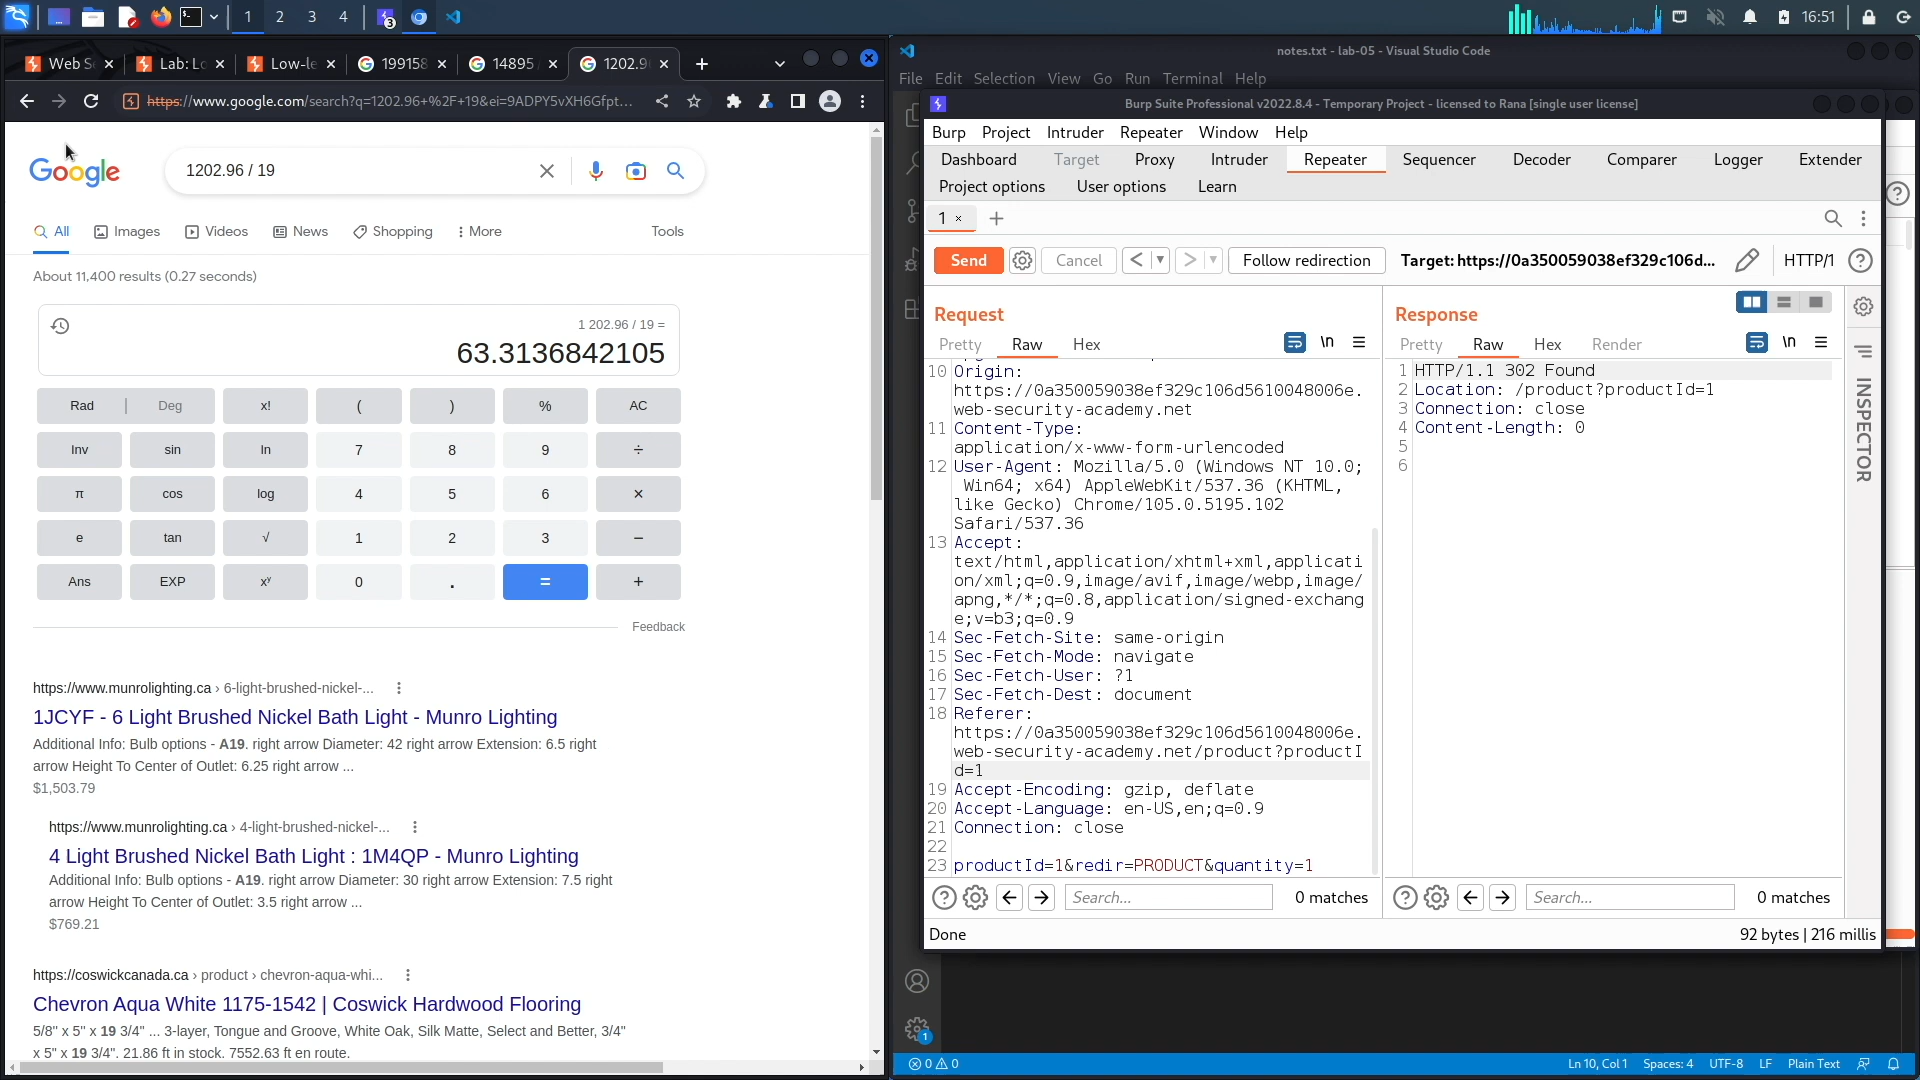 1
2
3
4
3
16:51
Web S
Lab: L
Low-le
199158
14895
1202.9
https://www.google.com/search?q=1202.96+%2F+19&ei=9ADPY5vXH6Gfpt...
Google
1202.96 / 19
All
Images
Videos
News
Shopping
More
Tools
About 11,400 results (0.27 seconds)
1 202.96 / 19 =
63.3136842105
Rad | Deg x! ( ) % AC
Inv sin ln 7 8 9 ÷
π cos log 4 5 6 ×
e tan √ 1 2 3 −
Ans EXP xʸ 0 . = +
Feedback
https://www.munrolighting.ca › 6-light-brushed-nickel-...
1JCYF - 6 Light Brushed Nickel Bath Light - Munro Lighting
Additional Info: Bulb options - A19. right arrow Diameter: 42 right arrow Extension: 6.5 right
arrow Height To Center of Outlet: 6.25 right arrow ...
$1,503.79
https://www.munrolighting.ca › 4-light-brushed-nickel-...
4 Light Brushed Nickel Bath Light : 1M4QP - Munro Lighting
Additional Info: Bulb options - A19. right arrow Diameter: 30 right arrow Extension: 7.5 right
arrow Height To Center of Outlet: 3.5 right arrow ...
$769.21
https://coswickcanada.ca › product › chevron-aqua-whi...
Chevron Aqua White 1175-1542 | Coswick Hardwood Flooring
5/8" x 5" x 19 3/4" ... 3-layer, Tongue and Groove, White Oak, Silk Matte, Select and Better, 3/4"
x 5" x 19 3/4". 21.86 ft in stock. 7552.63 ft en route.
notes.txt - lab-05 - Visual Studio Code
File Edit Selection View Go Run Terminal Help
Burp Suite Professional v2022.8.4 - Temporary Project - licensed to Rana [single user license]
Burp Project Intruder Repeater Window Help
Dashboard Target Proxy Intruder Repeater Sequencer Decoder Comparer Logger Extender
Project options User options Learn
1 ×
Send
Cancel
Follow redirection
Target: https://0a350059038ef329c106d...
HTTP/1
Request
Pretty Raw Hex
\n
10 Origin:
https://0a350059038ef329c106d5610048006e.
web-security-academy.net
11 Content-Type:
application/x-www-form-urlencoded
12 User-Agent: Mozilla/5.0 (Windows NT 10.0;
Win64; x64) AppleWebKit/537.36 (KHTML,
like Gecko) Chrome/105.0.5195.102
Safari/537.36
13 Accept:
text/html,application/xhtml+xml,applicati
on/xml;q=0.9,image/avif,image/webp,image/
apng,*/*;q=0.8,application/signed-exchang
e;v=b3;q=0.9
14 Sec-Fetch-Site: same-origin
15 Sec-Fetch-Mode: navigate
16 Sec-Fetch-User: ?1
17 Sec-Fetch-Dest: document
18 Referer:
https://0a350059038ef329c106d5610048006e.
web-security-academy.net/product?productI
d=1
19 Accept-Encoding: gzip, deflate
20 Accept-Language: en-US,en;q=0.9
21 Connection: close
22
23 productId=1&redir=PRODUCT&quantity=1
Search...
0 matches
Response
Pretty Raw Hex Render
\n
1 HTTP/1.1 302 Found
2 Location: /product?productId=1
3 Connection: close
4 Content-Length: 0
5
6
Search...
0 matches
INSPECTOR
Done
92 bytes | 216 millis
1
0 0
Ln 10, Col 1 Spaces: 4 UTF-8 LF Plain Text